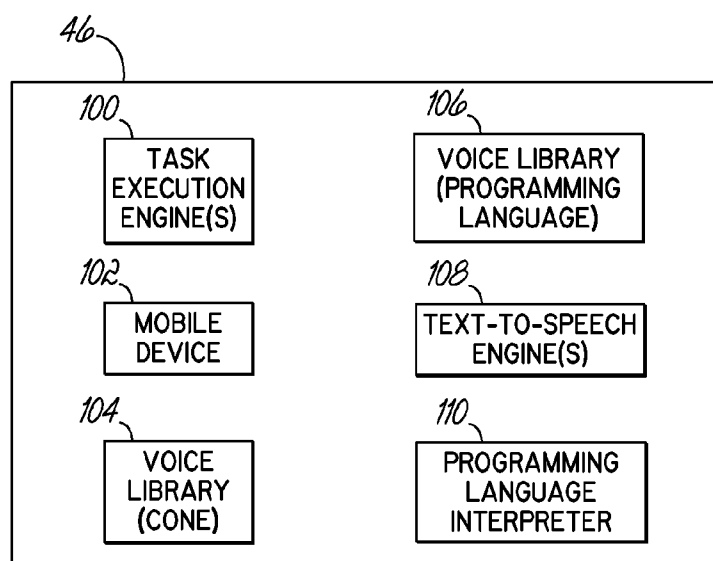 46
100
TASK
EXECUTION
ENGINE(S)
102
MOBILE
DEVICE
104
VOICE
LIBRARY
(CONE)
106
VOICE LIBRARY
(PROGRAMMING
LANGUAGE)
108
TEXT-TO-SPEECH
ENGINE(S)
110
PROGRAMMING
LANGUAGE
INTERPRETER